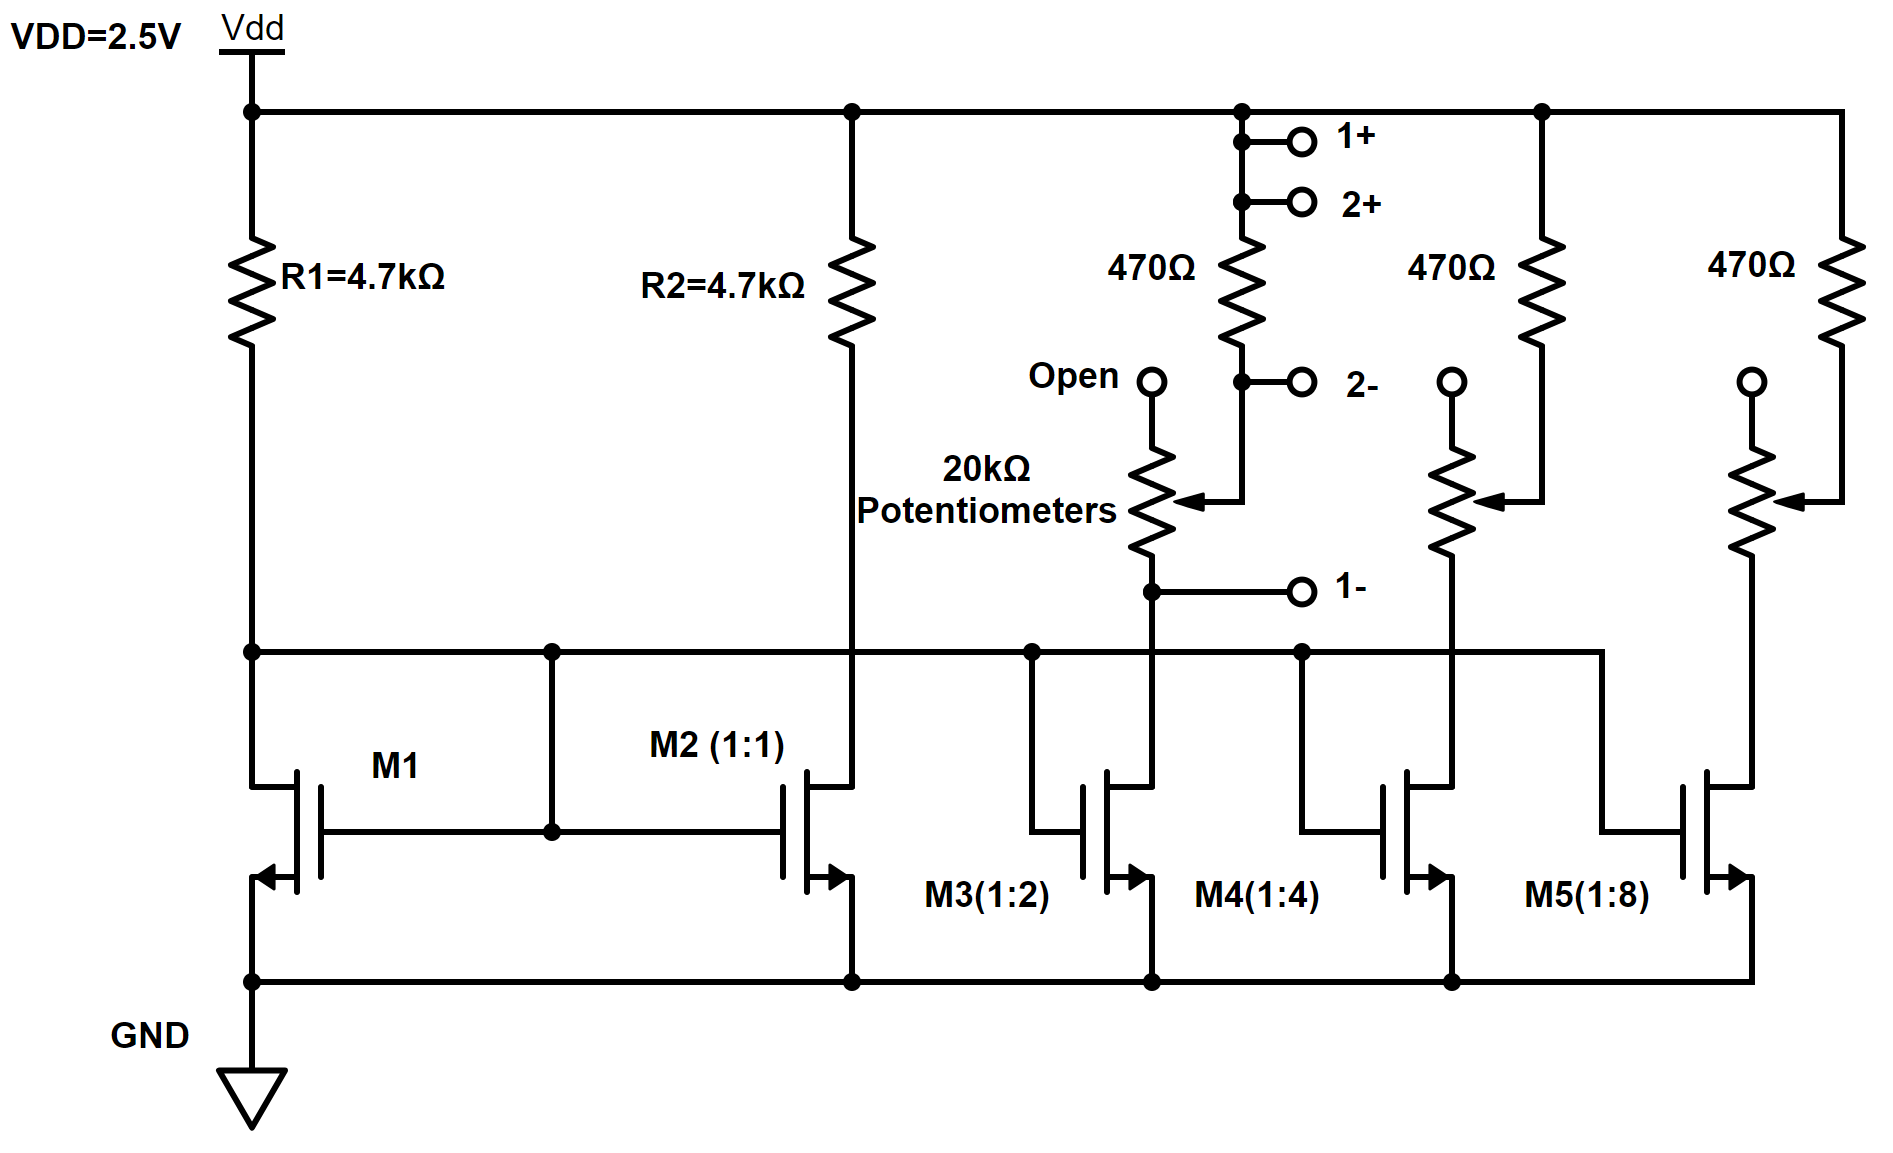 VDD=2.5V
Vdd
1+
2+
R1=4.7kΩ
R2=4.7kΩ
470Ω
470Ω
470Ω
Open
2-
20kΩ
Potentiometers
1-
M1
M2 (1:1)
M3(1:2)
M4(1:4)
M5(1:8)
GND